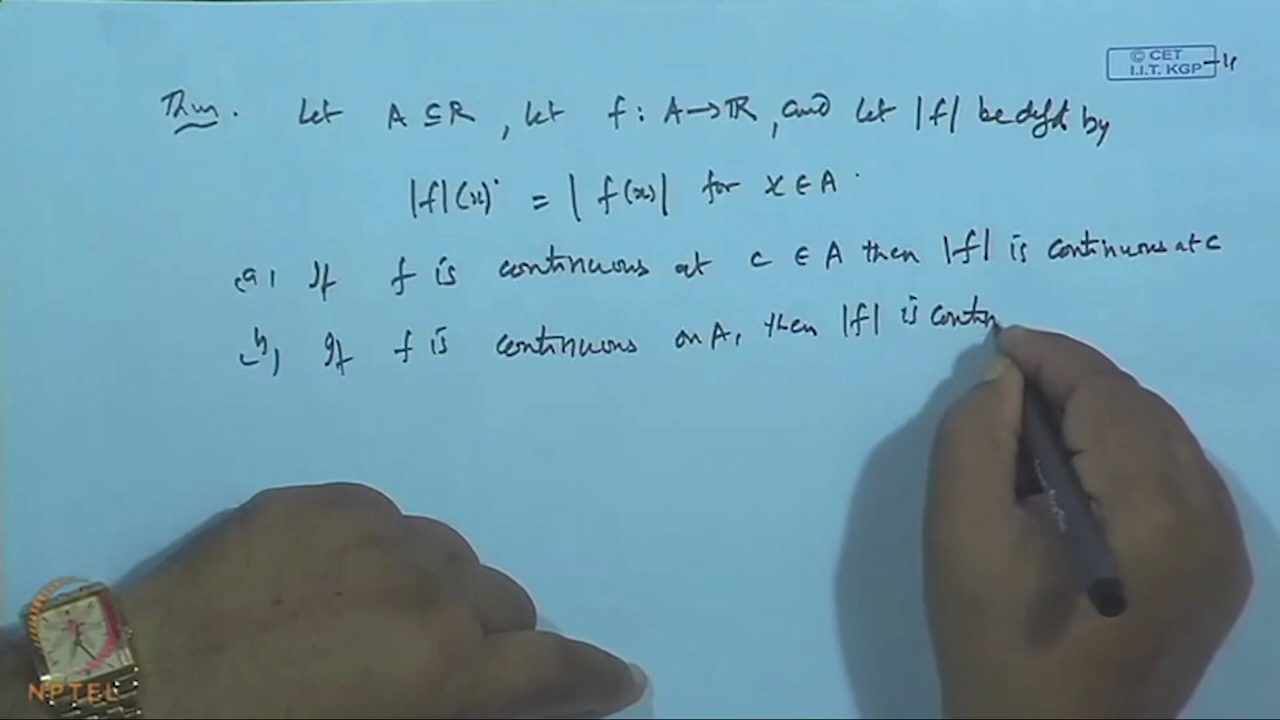 © CET
I.I.T. KGP
Thm. Let A ⊆ R, let f : A → R, and let |f| be defd by
|f|(x) = | f(x)| for x ∈ A.
(a) If f is continuous at c ∈ A then |f| is continuous at c
(b) If f is continuous on A, then |f| is contin
NPTEL